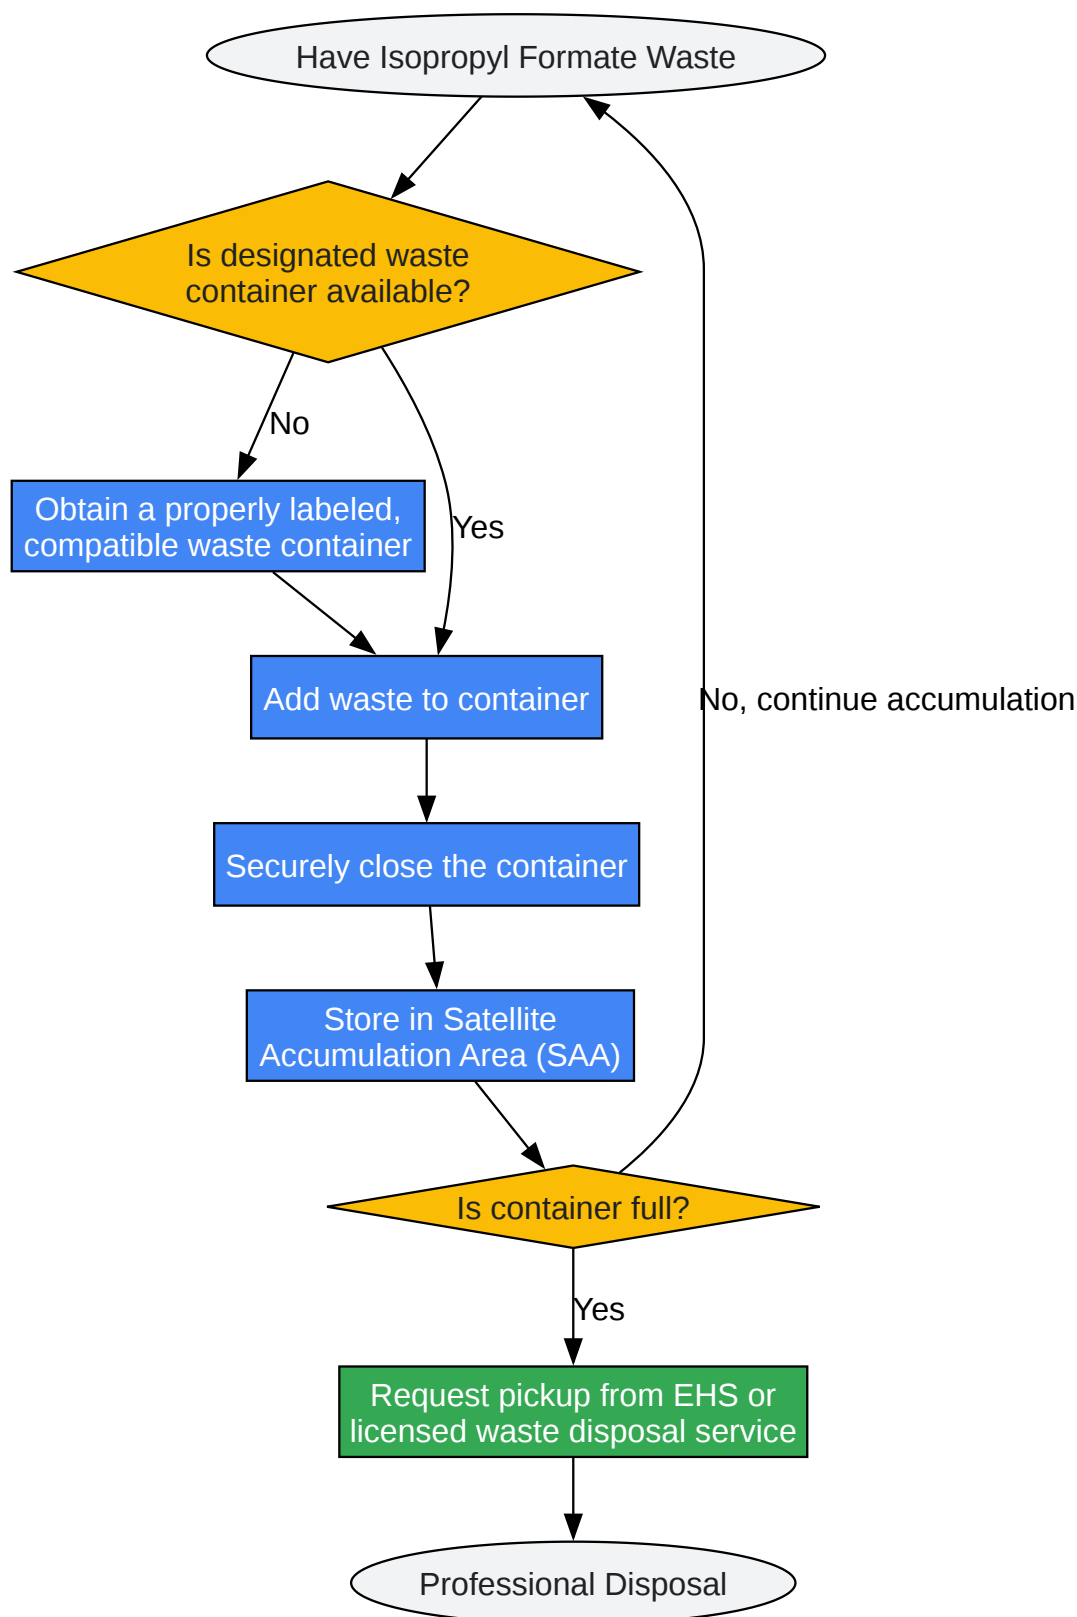 Have Isopropyl Formate Waste
Is designated waste
container available?
No
Obtain a properly labeled,
compatible waste container
Yes
Add waste to container
No, continue accumulation
Securely close the container
Store in Satellite
Accumulation Area (SAA)
Is container full?
Yes
Request pickup from EHS or
licensed waste disposal service
Professional Disposal